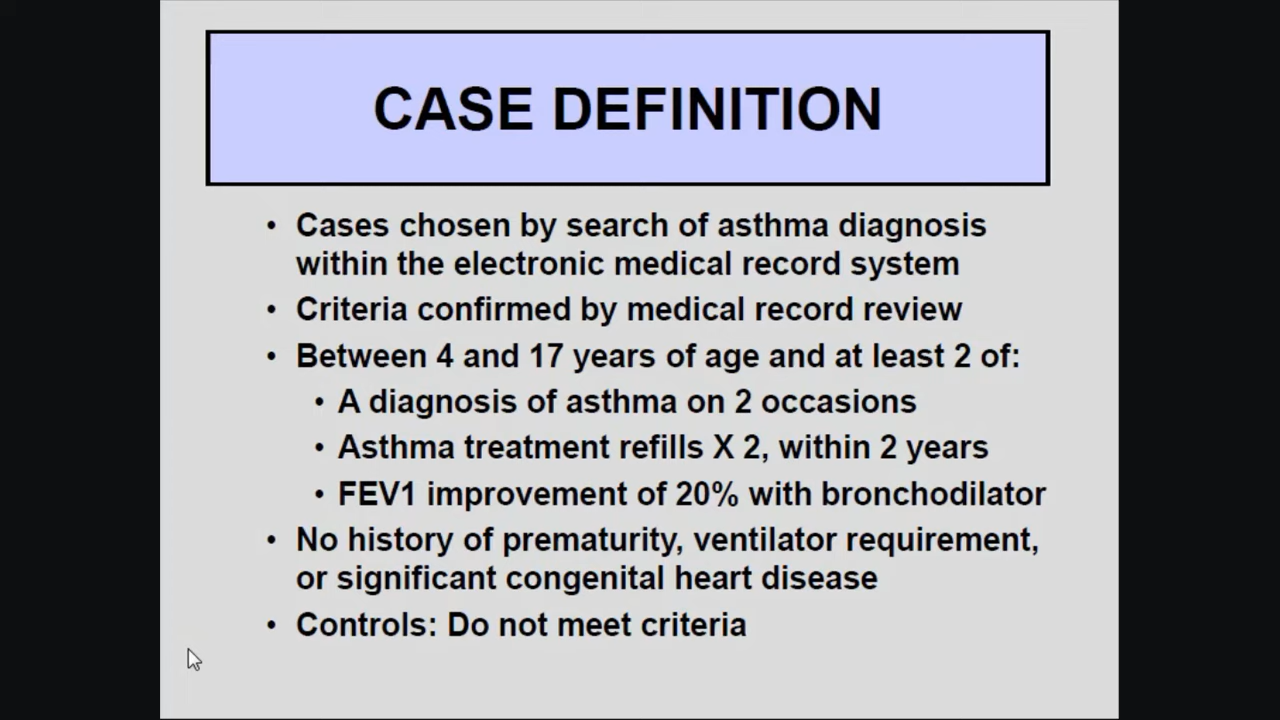 CASE DEFINITION
• Cases chosen by search of asthma diagnosis
within the electronic medical record system
• Criteria confirmed by medical record review
• Between 4 and 17 years of age and at least 2 of:
• A diagnosis of asthma on 2 occasions
• Asthma treatment refills X 2, within 2 years
• FEV1 improvement of 20% with bronchodilator
• No history of prematurity, ventilator requirement,
or significant congenital heart disease
• Controls: Do not meet criteria